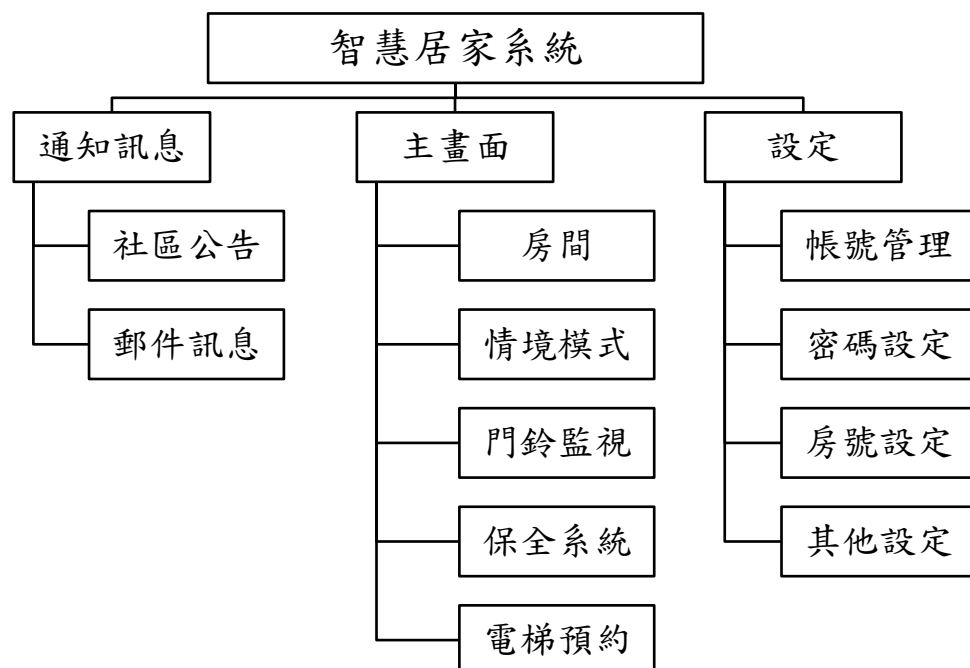 智慧居家系統
通知訊息
社區公告
郵件訊息
主畫面
房間
情境模式
門鈴監視
保全系統
電梯預約
設定
帳號管理
密碼設定
房號設定
其他設定